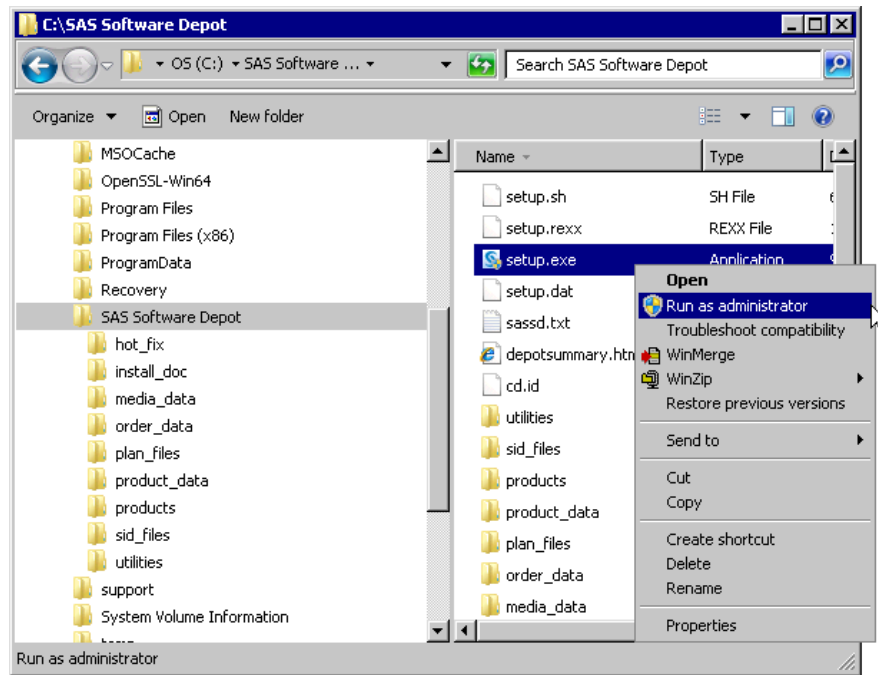 C:\SAS Software Depot
OS (C:) SAS Software ...
Search SAS Software Depot
Organize Open New folder
MSOCache
OpenSSL-Win64
Program Files
Program Files (x86)
ProgramData
Recovery
SAS Software Depot
hot_fix
install_doc
media_data
order_data
plan_files
product_data
products
sid_files
utilities
support
System Volume Information
Name Type
setup.sh SH File
setup.rexx REXX File
setup.exe Application
setup.dat
sassd.txt
depotsummary.htm
cd.id
utilities
sid_files
products
product_data
plan_files
order_data
media_data
Open
Run as administrator
Troubleshoot compatibility
WinMerge
WinZip
Restore previous versions
Send to
Cut
Copy
Create shortcut
Delete
Rename
Properties
Run as administrator